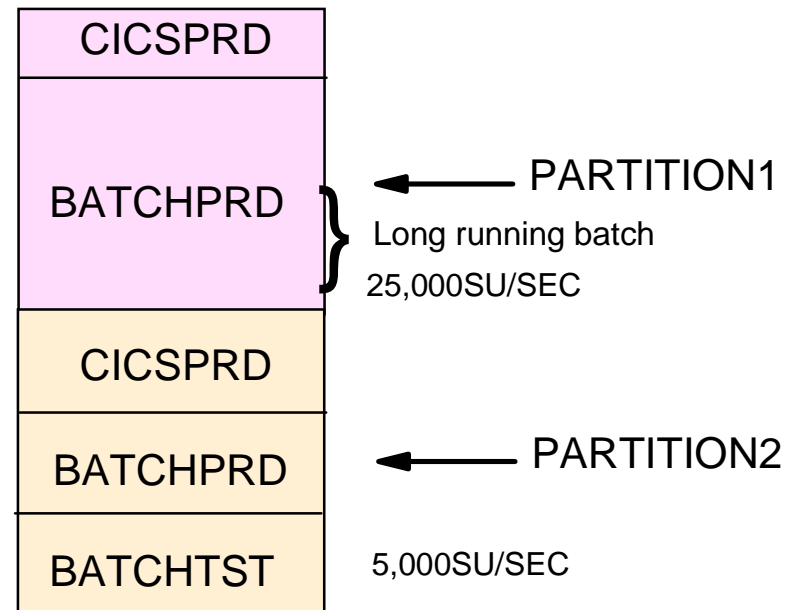 CICSPRD
BATCHPRD
PARTITION1
Long running batch
25,000SU/SEC
CICSPRD
BATCHPRD
PARTITION2
BATCHTST
5,000SU/SEC